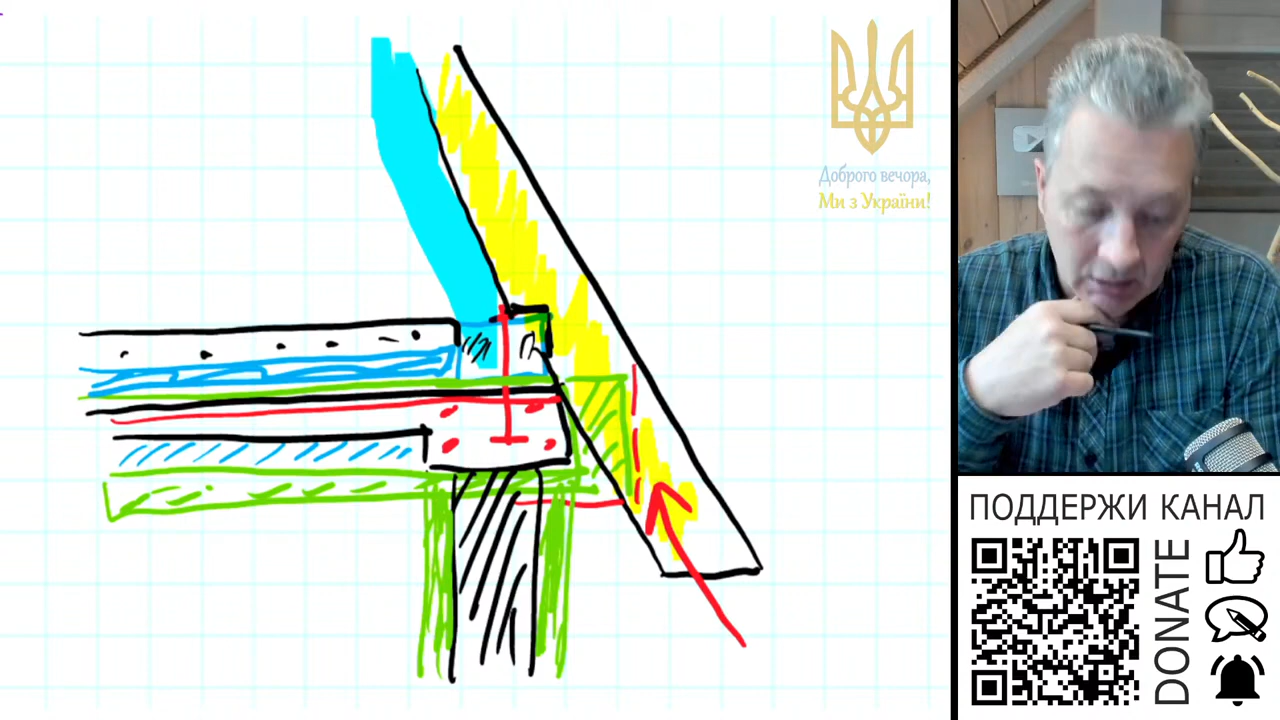 Доброго вечора,
Ми з України!
ПОДДЕРЖИ КАНАЛ
DONATE